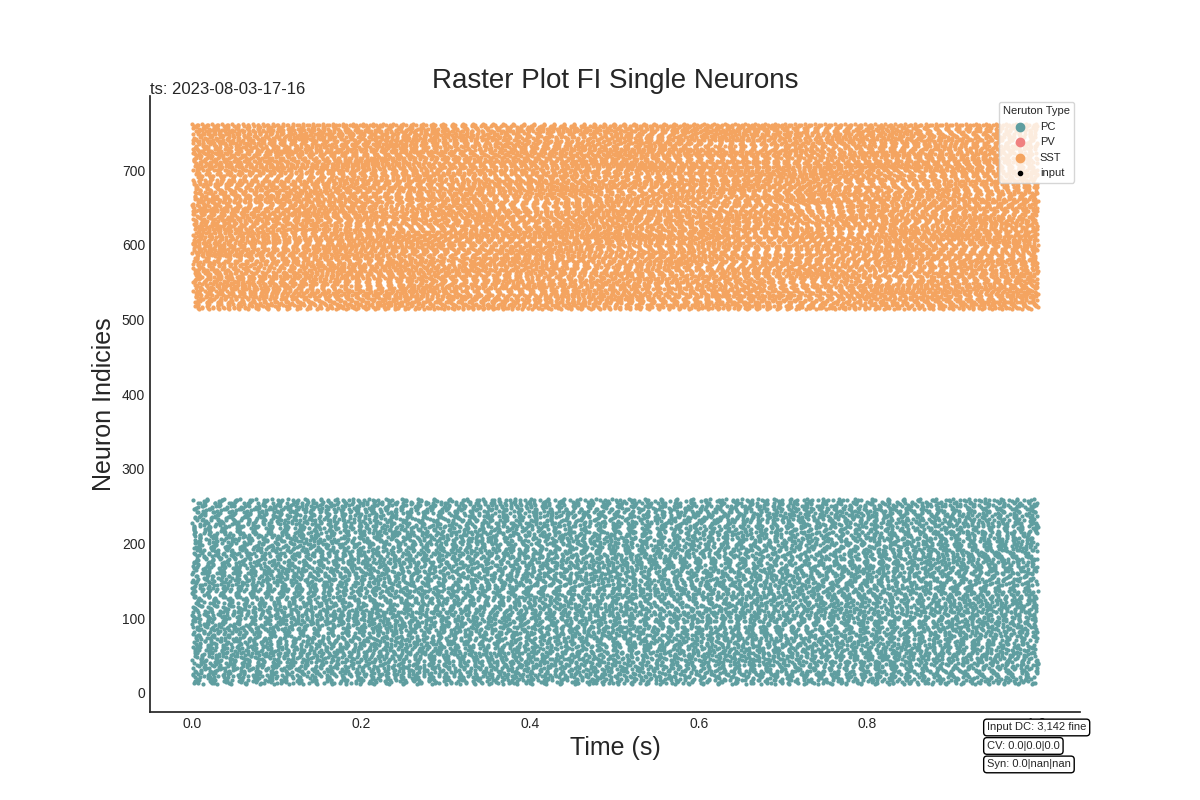 Raster Plot FI Single Neurons
ts: 2023-08-03-17-16
Neruton Type
PC
PV
SST
input
Neuron Indicies
700
600
500
400
300
200
100
0
0.0 0.2 0.4 0.6 0.8
Time (s)
Input DC: 3,142 fine
CV: 0.0|0.0|0.0
Syn: 0.0|nan|nan